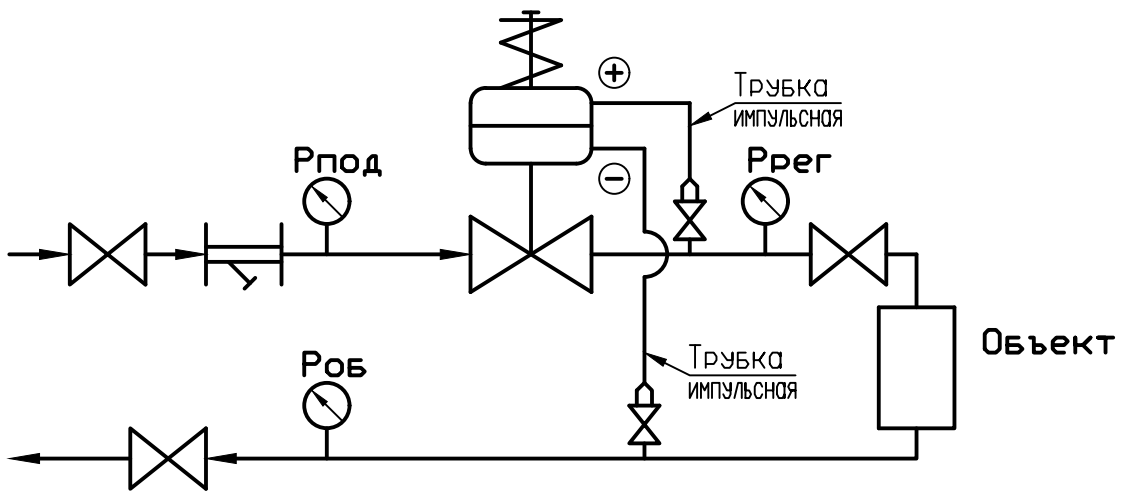 +
Трубка
импульсная
Рпод
−
Ррег
Объект
Роб
Трубка
импульсная